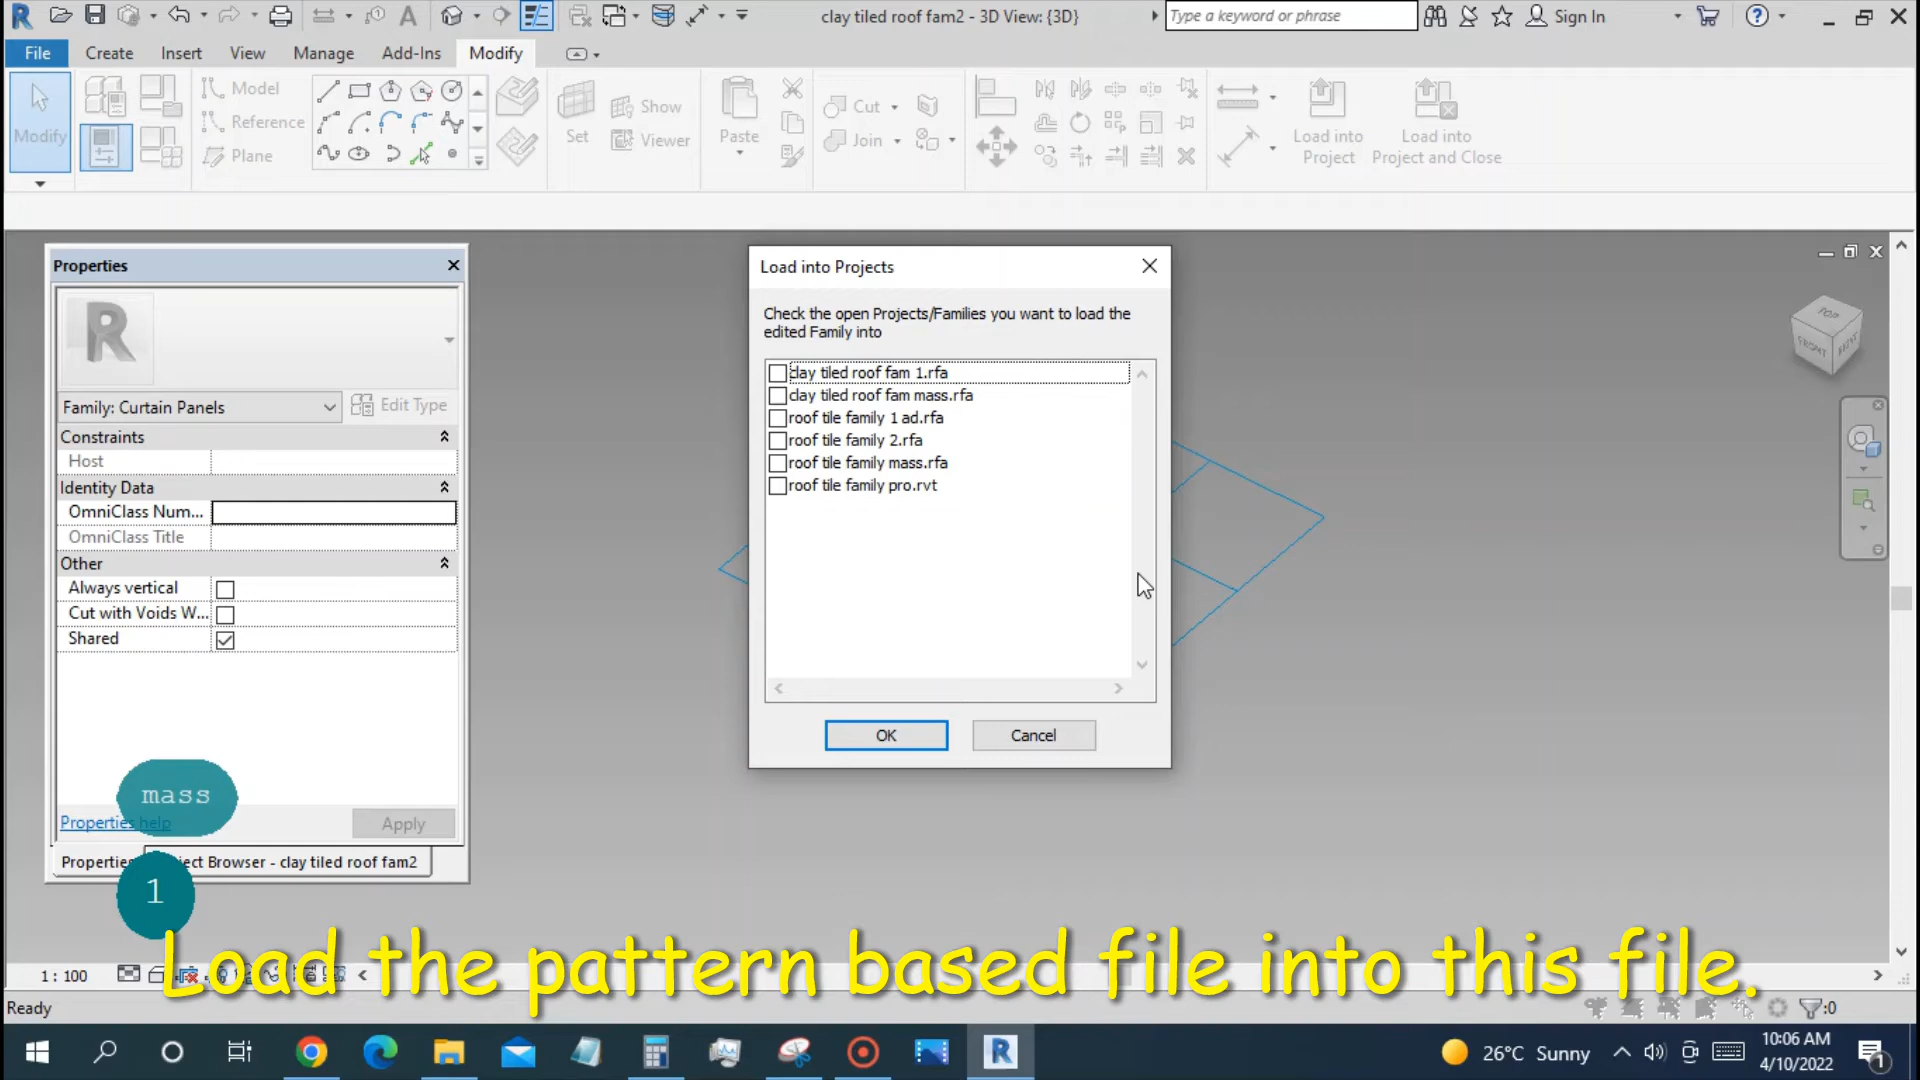 clay tiled roof fam2 - 3D View: {3D}
Type a keyword or phrase
Sign In
File
Create
Insert
View
Manage
Add-Ins
Modify
Modify
Model
Reference
Plane
Set
Show
Viewer
Paste
Cut
Join
Load into
Project
Load into
Project and Close
Properties
Family: Curtain Panels
Edit Type
Constraints
Host
Identity Data
OmniClass Num...
OmniClass Title
Other
Always vertical
Cut with Voids W...
Shared
mass
Properties help
Apply
Project Browser - clay tiled roof fam2
1
Load into Projects
Check the open Projects/Families you want to load the
edited Family into
clay tiled roof fam 1.rfa
clay tiled roof fam mass.rfa
roof tile family 1 ad.rfa
roof tile family 2.rfa
roof tile family mass.rfa
roof tile family pro.rvt
OK
Cancel
TOP
FRONT
Load the pattern based file into this file.
1 : 100
Ready
:0
26°C Sunny
10:06 AM
4/10/2022
1